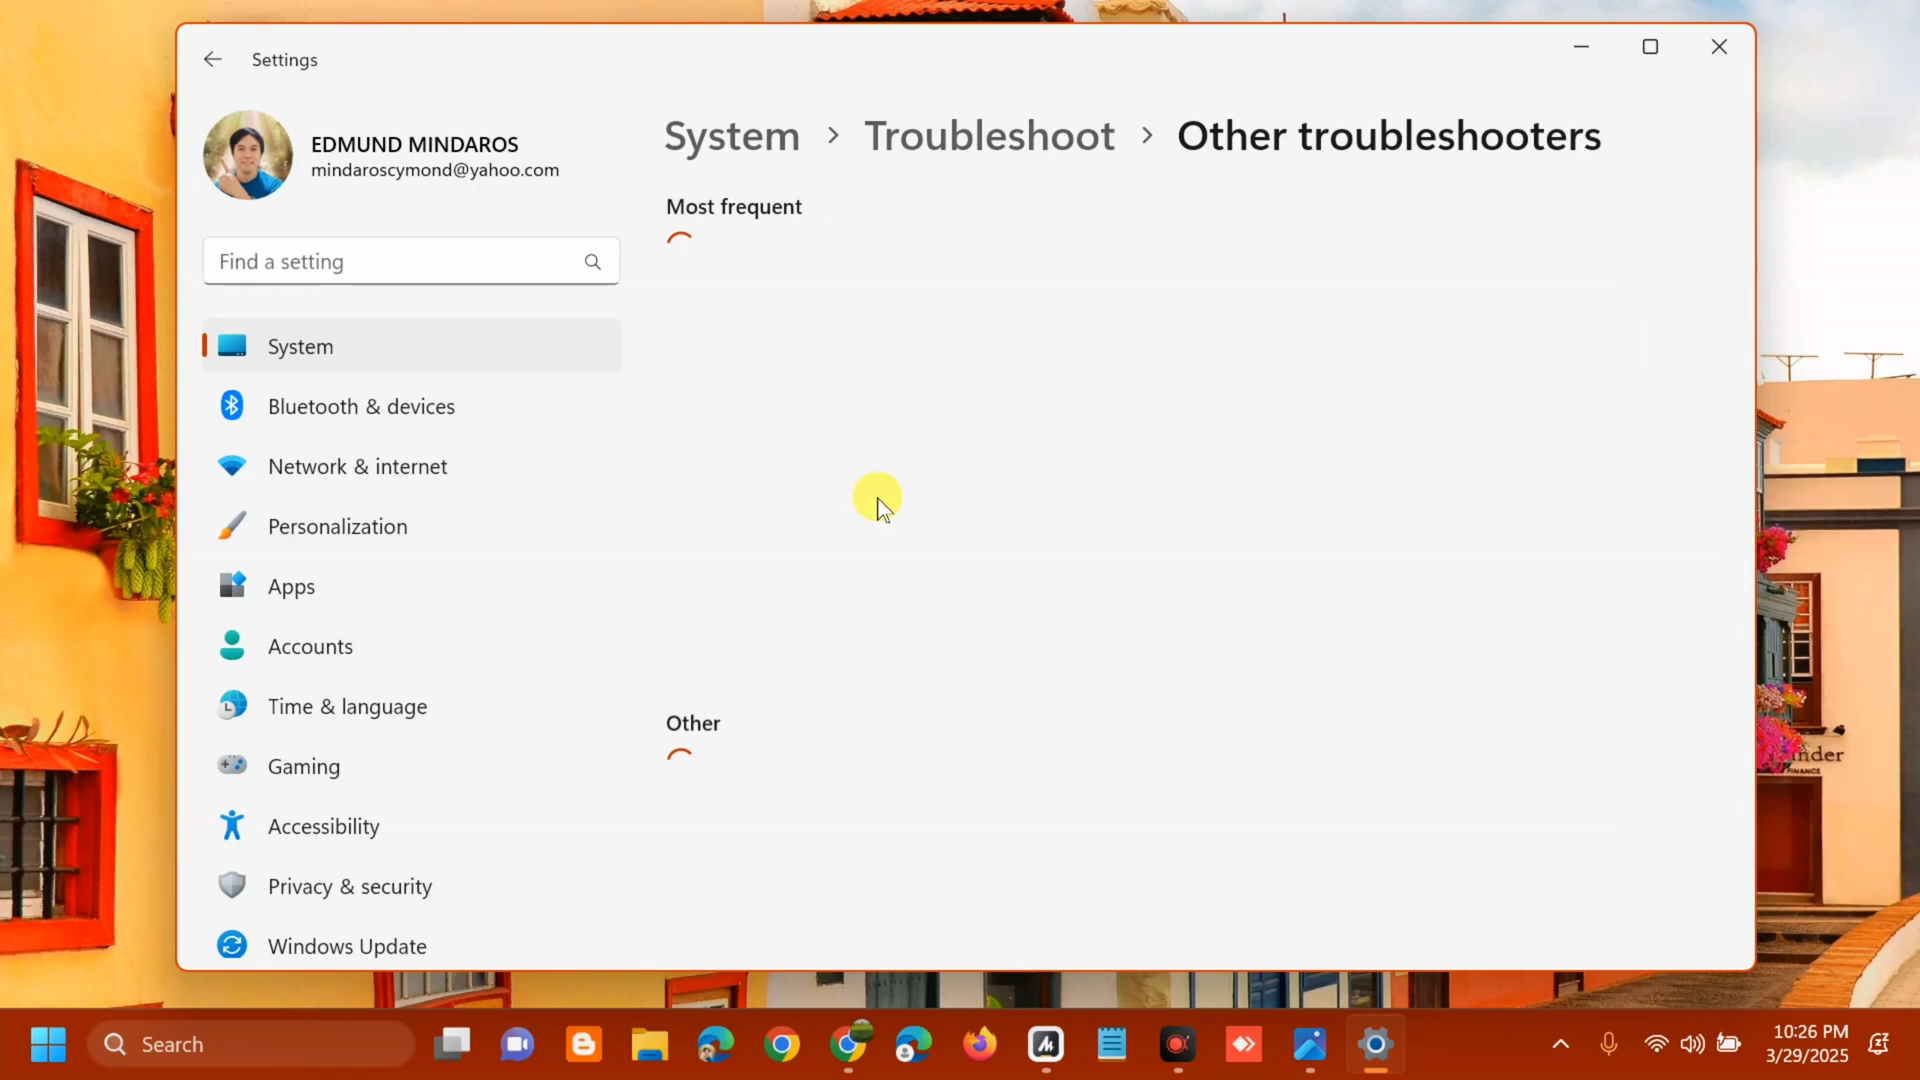 Settings
EDMUND MINDAROS
mindaroscymond@yahoo.com
Find a setting
System
Bluetooth & devices
Network & internet
Personalization
Apps
Accounts
Time & language
Gaming
Accessibility
Privacy & security
Windows Update
System > Troubleshoot > Other troubleshooters
Most frequent
Other
nder
FINANCE
Search
10:26 PM
3/29/2025